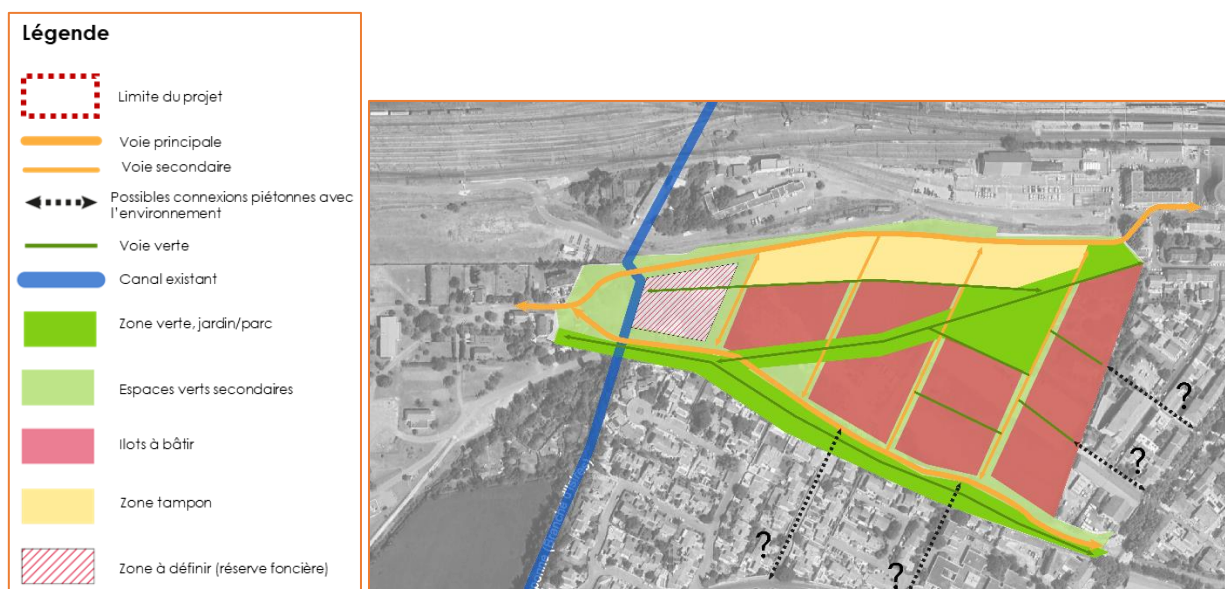 Légende
Limite du projet
Voie principale
Voie secondaire
Possibles connexions piétonnes avec
l'environnement
Voie verte
Canal existant
Zone verte, jardin/parc
Espaces verts secondaires
Ilots à bâtir
Zone tampon
Zone à définir (réserve foncière)
?
?
?
?